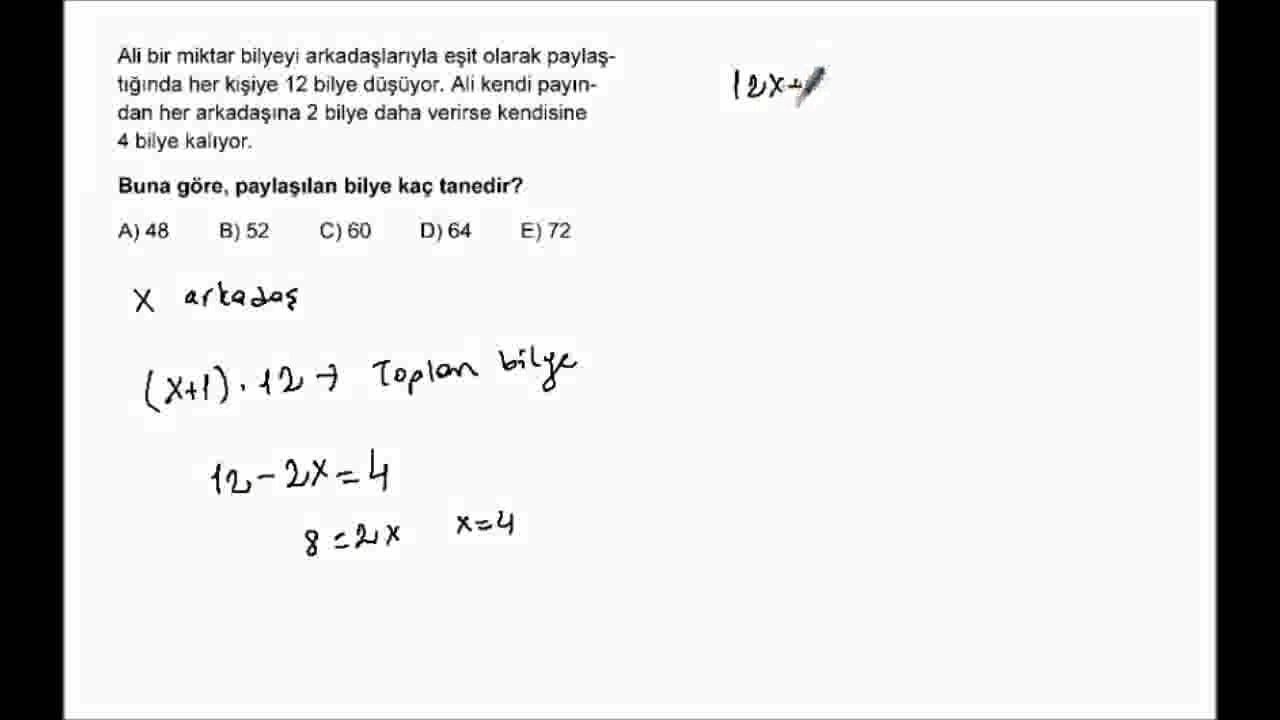 Ali bir miktar bilyeyi arkadaşlarıyla eşit olarak paylaş-
tığında her kişiye 12 bilye düşüyor. Ali kendi payın-
dan her arkadaşına 2 bilye daha verirse kendisine
4 bilye kalıyor.
Buna göre, paylaşılan bilye kaç tanedir?
A) 48 B) 52 C) 60 D) 64 E) 72
x arkadaş
(x+1) . 12 → Toplan bilye
12 - 2x = 4
8 = 2x x = 4
12x+